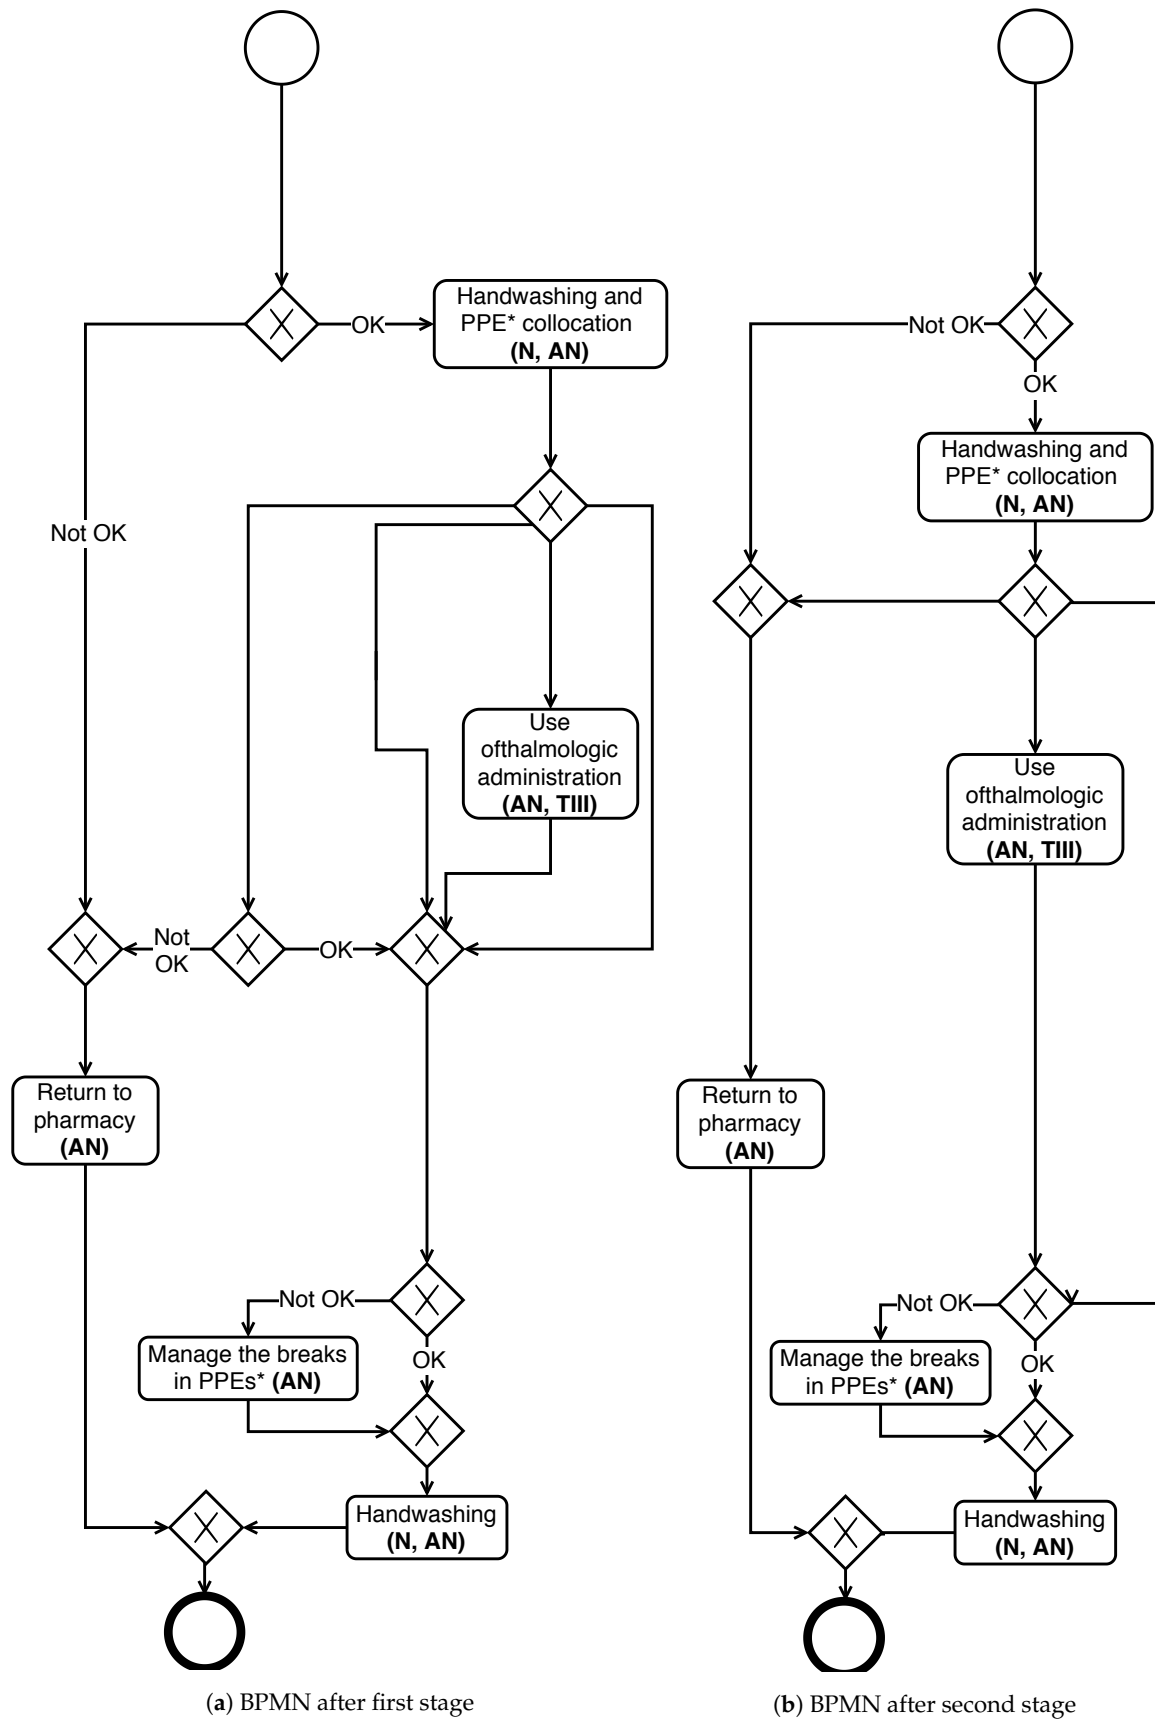 OK
Handwashing and
PPE* collocation
(N, AN)
Not OK
Use
ofthalmologic
administration
(AN, TIII)
Not
OK
OK
Return to
pharmacy
(AN)
Not OK
OK
Manage the breaks
in PPEs* (AN)
Handwashing
(N, AN)
(a) BPMN after first stage
Not OK
OK
Handwashing and
PPE* collocation
(N, AN)
Use
ofthalmologic
administration
(AN, TIII)
Return to
pharmacy
(AN)
Not OK
OK
Manage the breaks
in PPEs* (AN)
Handwashing
(N, AN)
(b) BPMN after second stage